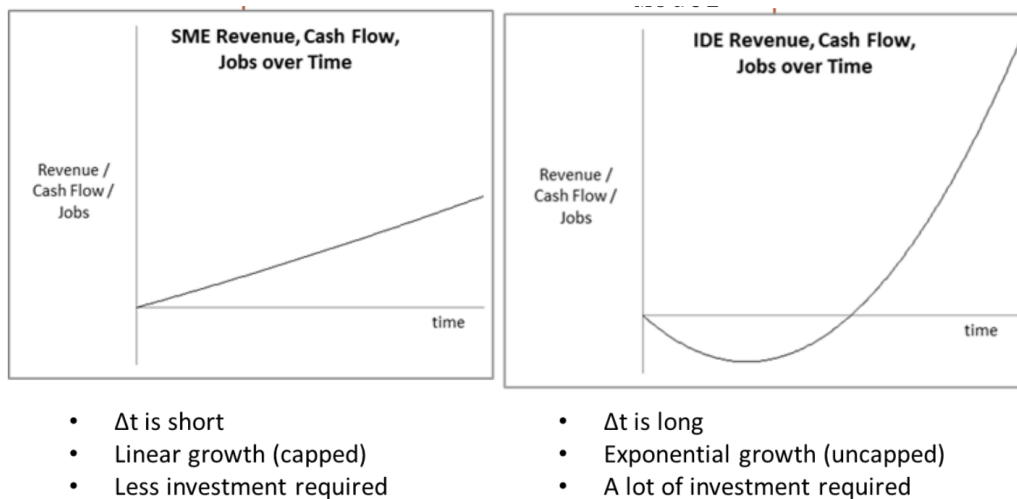 SME Revenue, Cash Flow,
Jobs over Time
Revenue /
Cash Flow /
Jobs
time
• Δt is short
• Linear growth (capped)
• Less investment required
IDE Revenue, Cash Flow,
Jobs over Time
Revenue /
Cash Flow /
Jobs
time
• Δt is long
• Exponential growth (uncapped)
• A lot of investment required